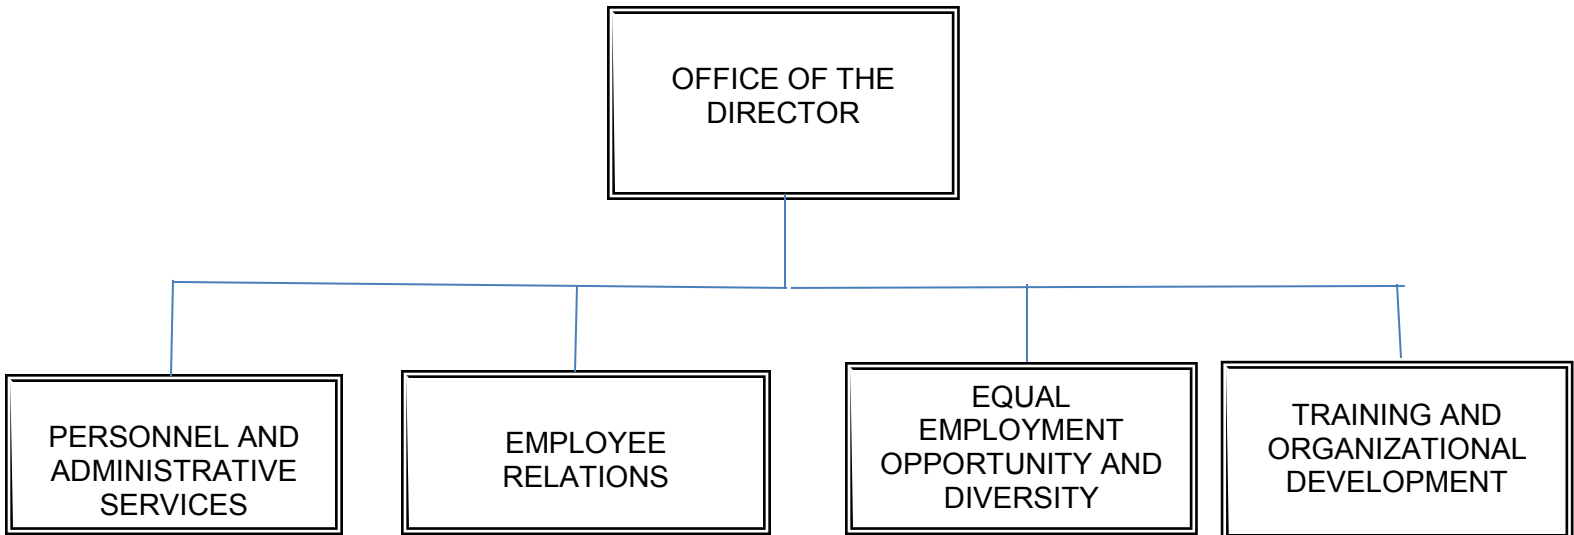 OFFICE OF THE
DIRECTOR
PERSONNEL AND
ADMINISTRATIVE
SERVICES
EMPLOYEE
RELATIONS
EQUAL
EMPLOYMENT
OPPORTUNITY AND
DIVERSITY
TRAINING AND
ORGANIZATIONAL
DEVELOPMENT